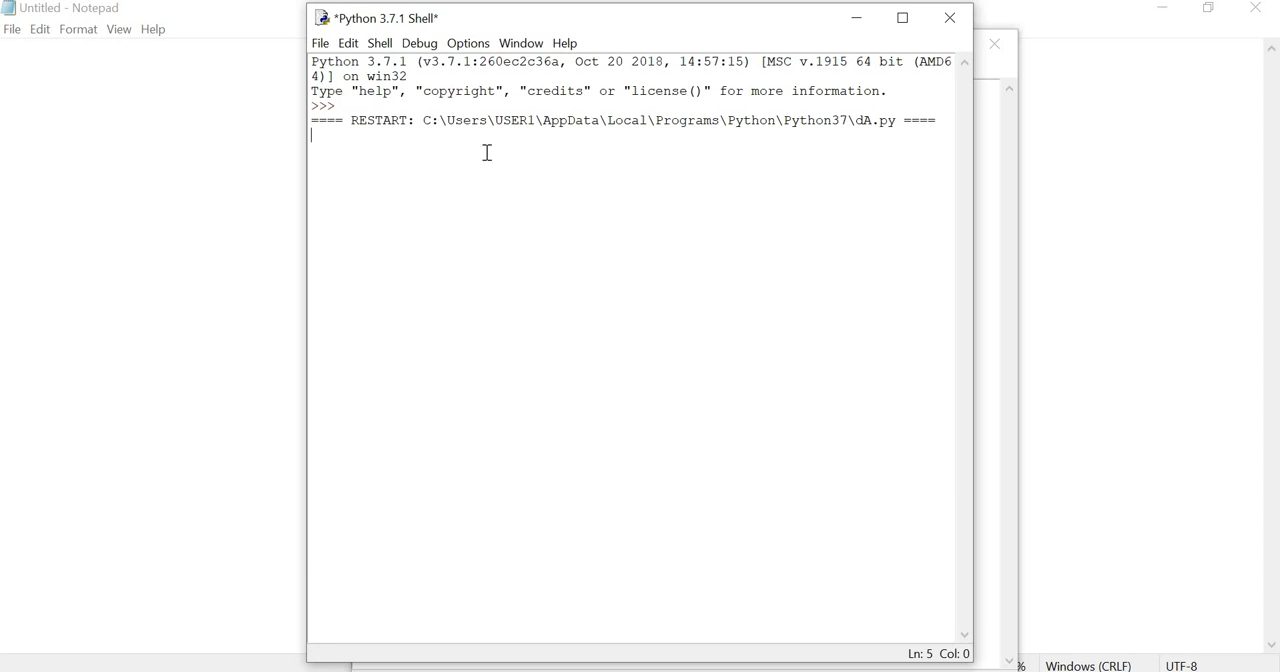 Untitled - Notepad
File Edit Format View Help
*Python 3.7.1 Shell*
File Edit Shell Debug Options Window Help
Python 3.7.1 (v3.7.1:260ec2c36a, Oct 20 2018, 14:57:15) [MSC v.1915 64 bit (AMD6
4)] on win32
Type "help", "copyright", "credits" or "license()" for more information.
>>>
==== RESTART: C:\Users\USER1\AppData\Local\Programs\Python\Python37\dA.py ====
Ln: 5 Col: 0
% Windows (CRLF) UTF-8